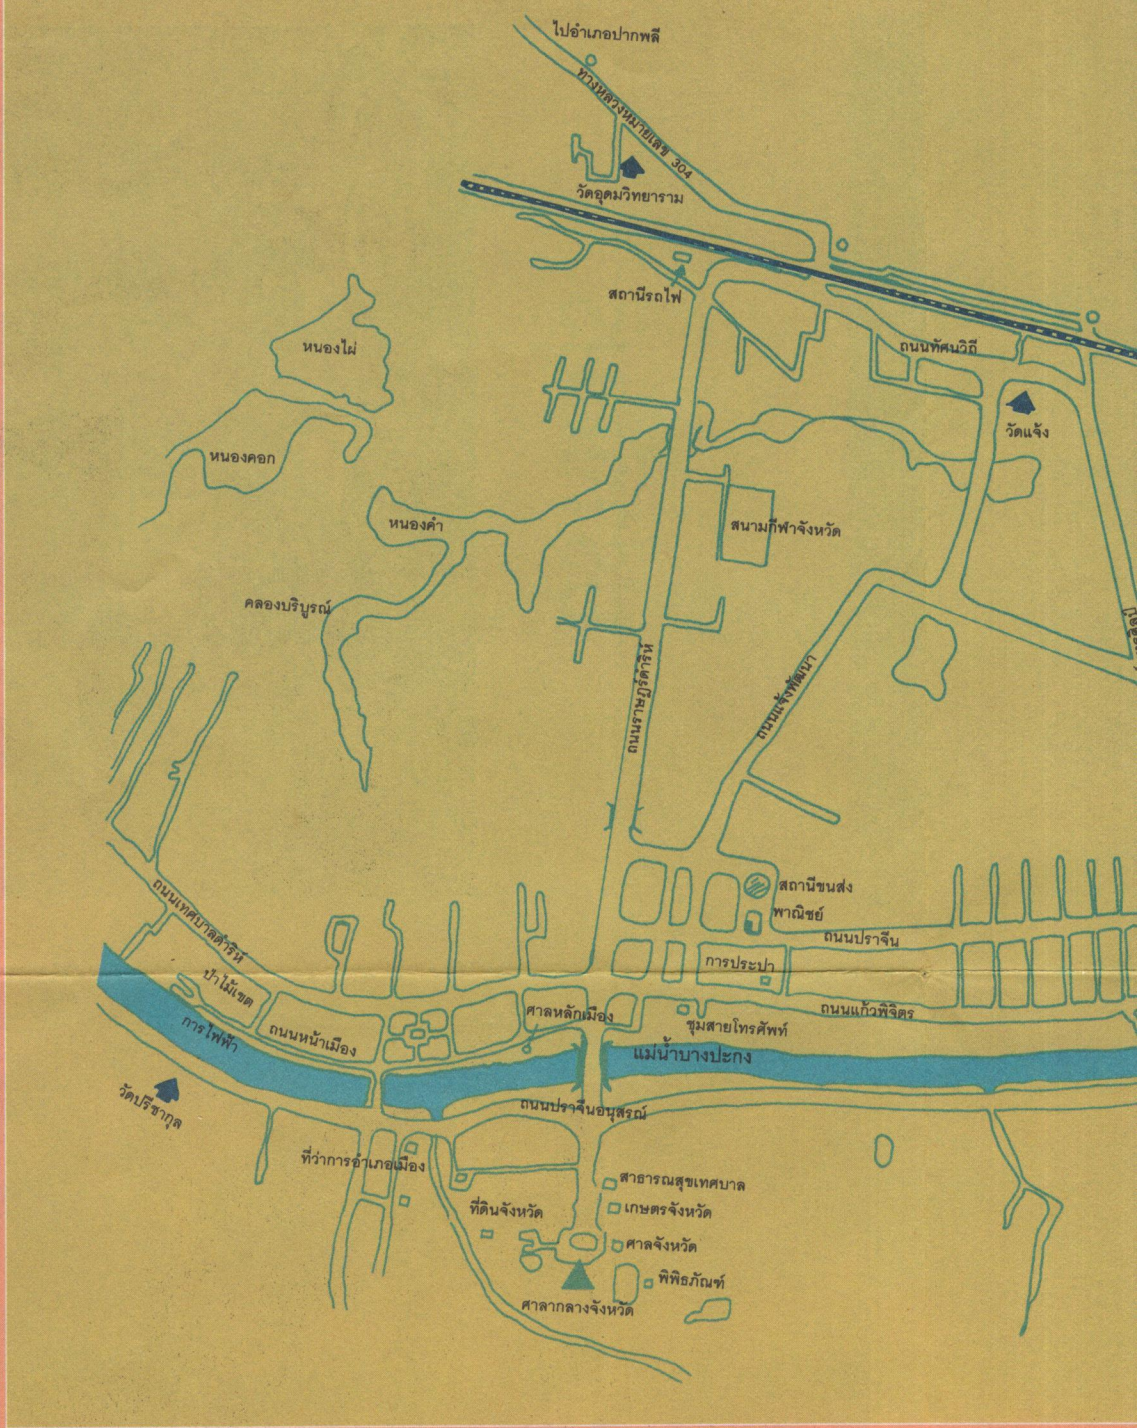 ไปอำเภอปากพลี
ทางหลวงหมายเลข 304
วัดอุดมวิทยาราม
สถานีรถไฟ
หนองไผ่
ถนนทัศนวิถี
วัดแจ้ง
หนองคอก
หนองคำ
สนามกีฬาจังหวัด
คลองบริบูรณ์
ถนนราษฎร์ดำริห์
ถนนแจ้งพัฒนา
สถานีขนส่ง
พาณิชย์
ถนนเทศบาลดำริห์
ถนนปราจีน
การประปา
ป่าไม้เขต
ถนนแก้วพิจิตร
ศาลหลักเมือง
ชุมสายโทรศัพท์
การไฟฟ้า
ถนนหน้าเมือง
แม่น้ำบางปะกง
วัดปรีชากุล
ถนนปราจีนอนุสรณ์
ที่ว่าการอำเภอเมือง
สาธารณสุขเทศบาล
ที่ดินจังหวัด
เกษตรจังหวัด
ศาลจังหวัด
พิพิธภัณฑ์
ศาลากลางจังหวัด